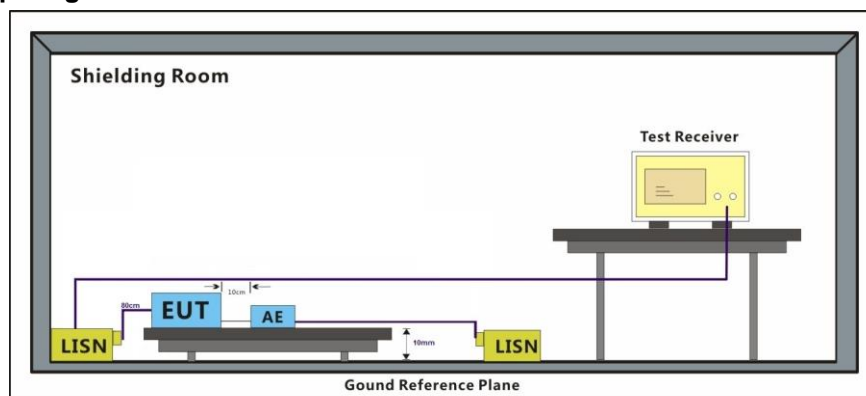 Shielding Room
Test Receiver
10cm
80cm
EUT
AE
LISN
10mm
LISN
Gound Reference Plane